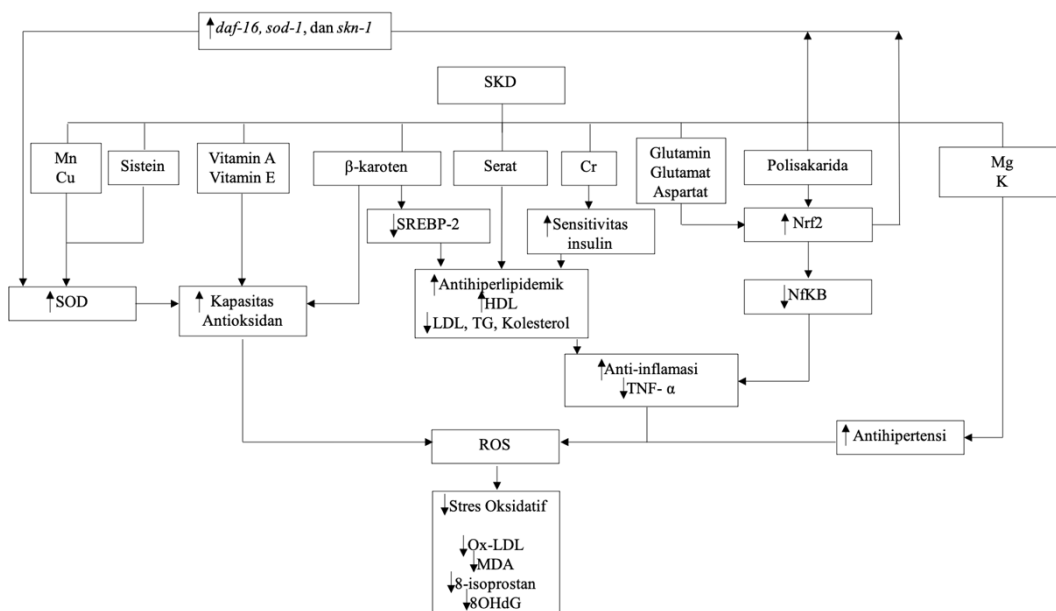 ↑daf-16, sod-1, dan skn-1
SKD
Mn
Cu
Sistein
Vitamin A
Vitamin E
β-karoten
Serat
Cr
Glutamin
Glutamat
Aspartat
Polisakarida
Mg
K
↓SREBP-2
↑Sensitivitas
insulin
↑Nrf2
↑SOD
↑Kapasitas
Antioksidan
↑Antihiperlipidemik
↑HDL
↓LDL, TG, Kolesterol
↓NfKB
↑Anti-inflamasi
↓TNF- α
ROS
↑Antihipertensi
↓Stres Oksidatif
↓Ox-LDL
↓MDA
↓8-isoprostan
↓8OHdG